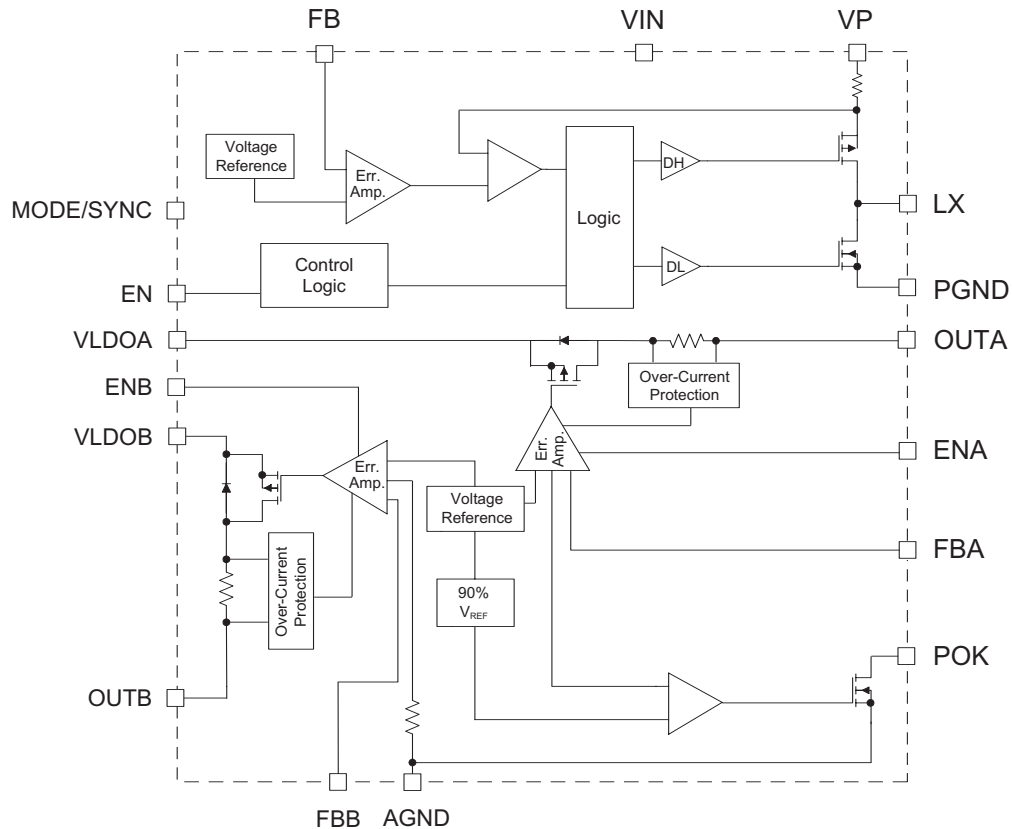 FB
VIN
VP
Voltage
Reference
Err.
Amp.
DH
MODE/SYNC
Logic
LX
Control
Logic
DL
EN
PGND
VLDOA
OUTA
Over-Current
Protection
ENB
VLDOB
Err.
Amp.
Err.
Amp.
ENA
Voltage
Reference
FBA
Over-Current
Protection
90%
VREF
POK
OUTB
FBB
AGND